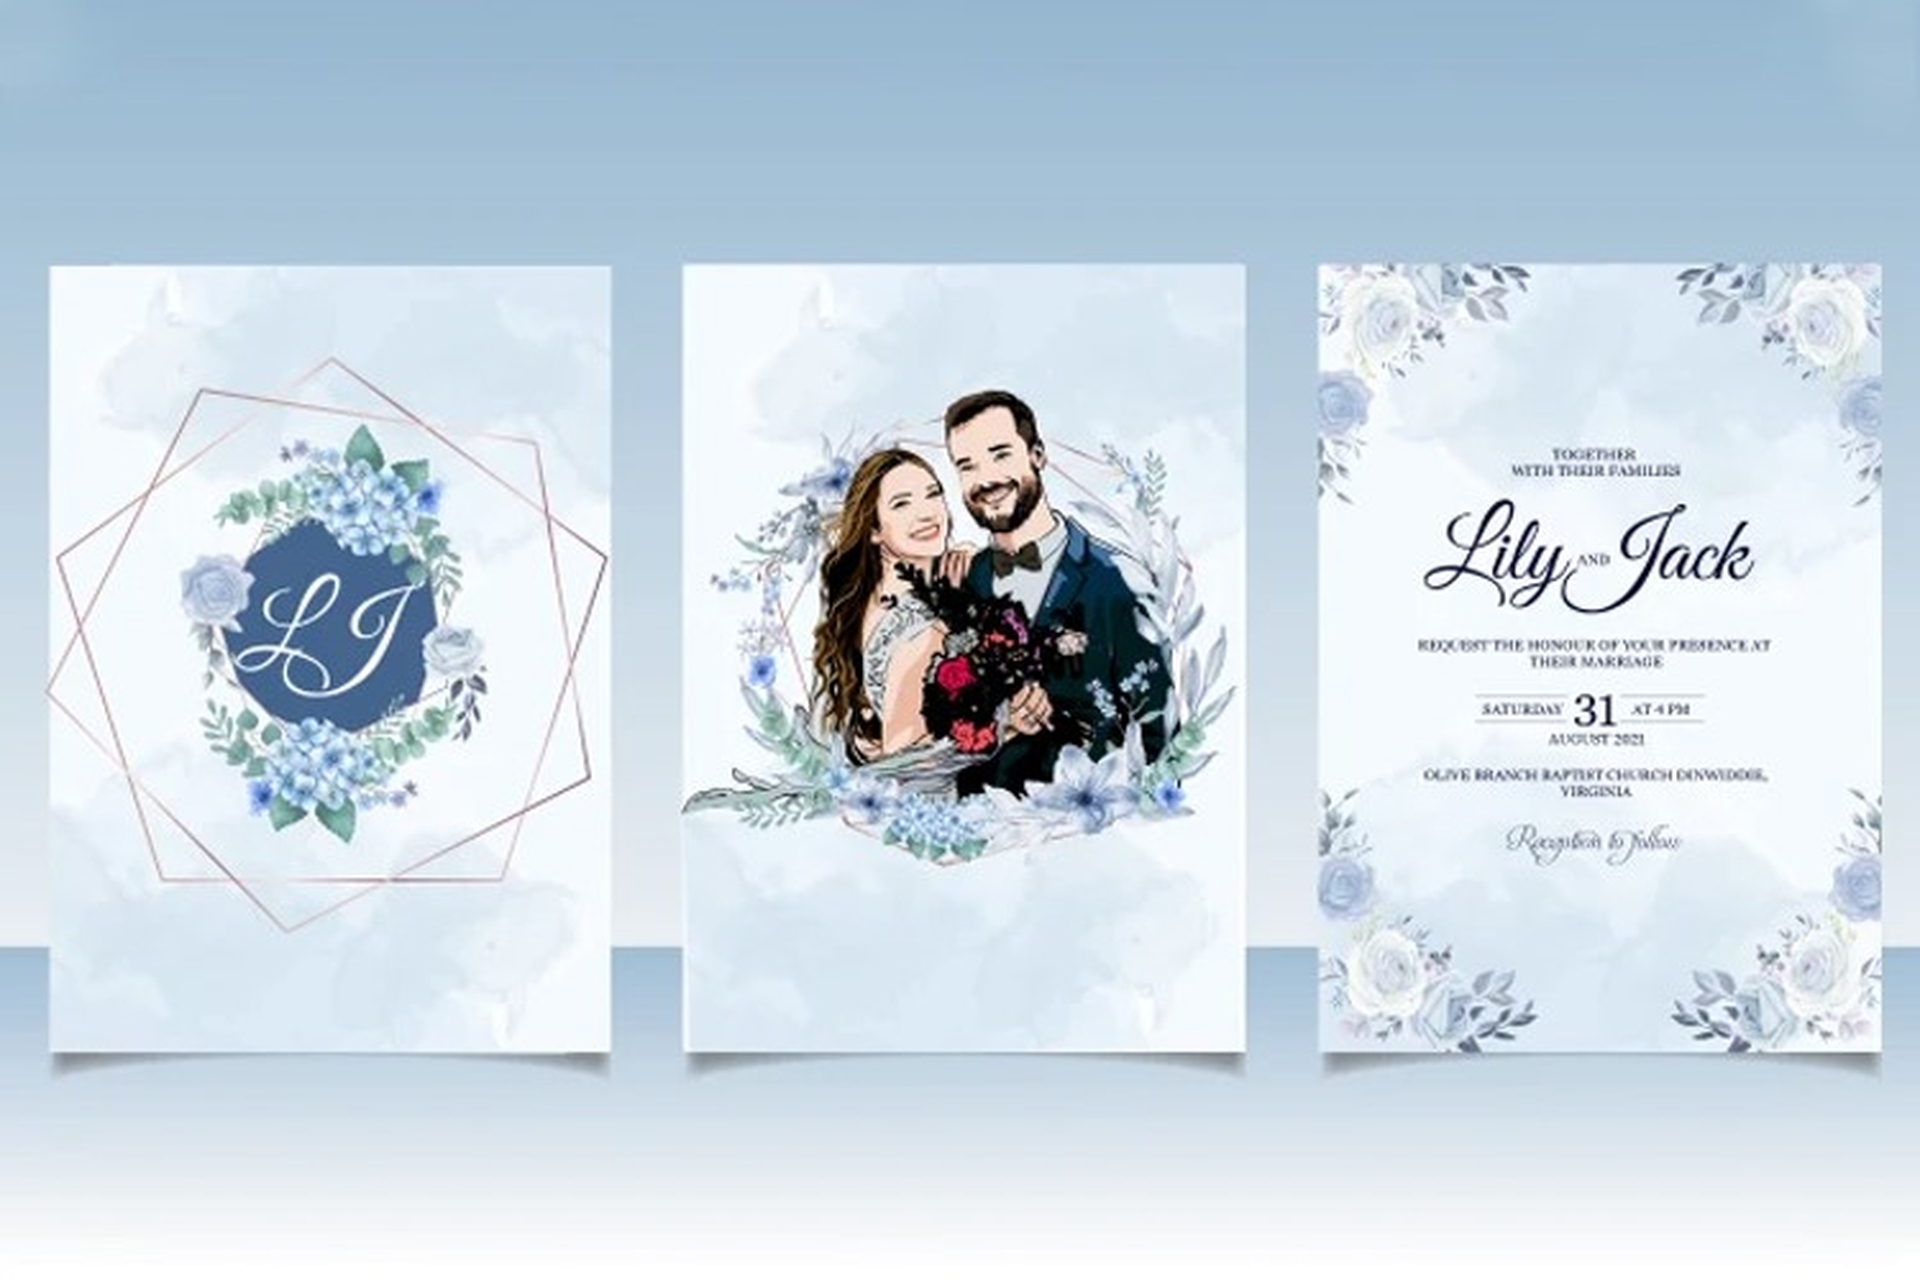 L J
TOGETHER
WITH THEIR FAMILIES
Lily AND Jack
REQUEST THE HONOUR OF YOUR PRESENCE AT
THEIR MARRIAGE
SATURDAY 31 AT 4 PM
AUGUST 2021
OLIVE BRANCH BAPTIST CHURCH DINWIDDIE,
VIRGINIA
Reception to follow